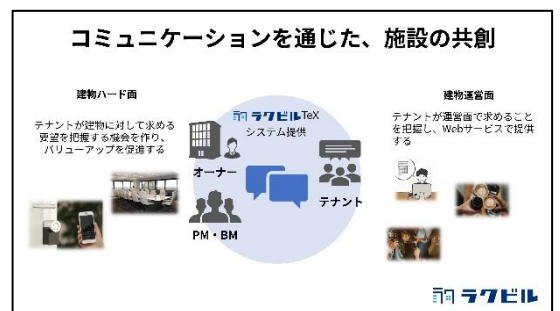 コミュニケーションを通じた、施設の共創
建物ハード面
テナントが建物に対して求める
要望を把握する機会を作り、
バリューアップを促進する
ラクビルTeX
システム提供
オーナー
PM・BM
テナント
建物運営面
テナントが運営面で求めること
を把握し、Webサービスで提供
する
ラクビル